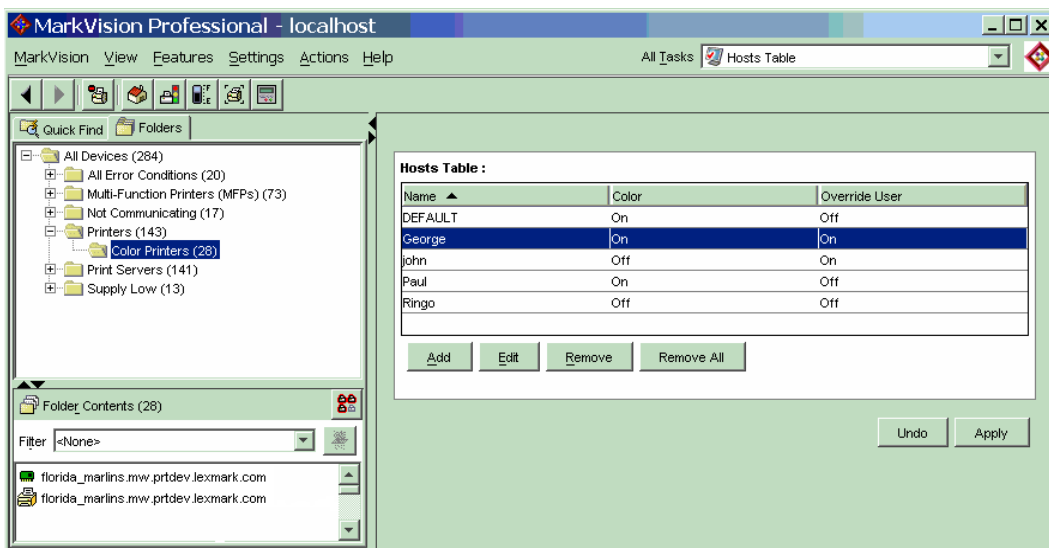 MarkVision Professional - localhost
MarkVision View Features Settings Actions Help
All Tasks Hosts Table
Quick Find Folders
All Devices (284)
All Error Conditions (20)
Multi-Function Printers (MFPs) (73)
Not Communicating (17)
Printers (143)
Color Printers (28)
Print Servers (141)
Supply Low (13)
Folder Contents (28)
Filter <None>
florida_marlins.mw.prtdev.lexmark.com
florida_marlins.mw.prtdev.lexmark.com
Hosts Table :
Name Color Override User
DEFAULT On Off
George On On
john Off On
Paul On Off
Ringo Off Off
Add Edit Remove Remove All
Undo Apply